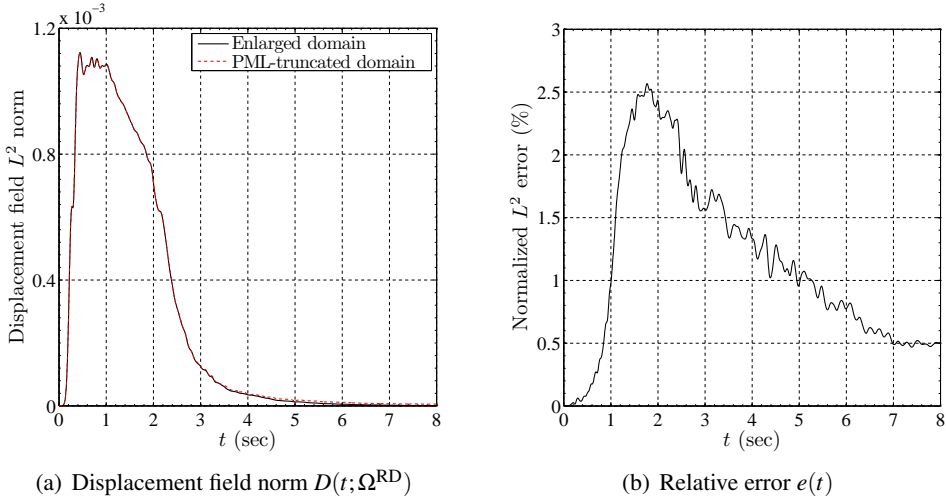 x 10⁻³
1.2
0.8
0.4
0
Displacement field L² norm
Enlarged domain
PML-truncated domain
0 1 2 3 4 5 6 7 8
t (sec)
(a) Displacement field norm D(t; Ω^RD)
3
2.5
2
1.5
1
0.5
0
Normalized L² error (%)
0 1 2 3 4 5 6 7 8
t (sec)
(b) Relative error e(t)